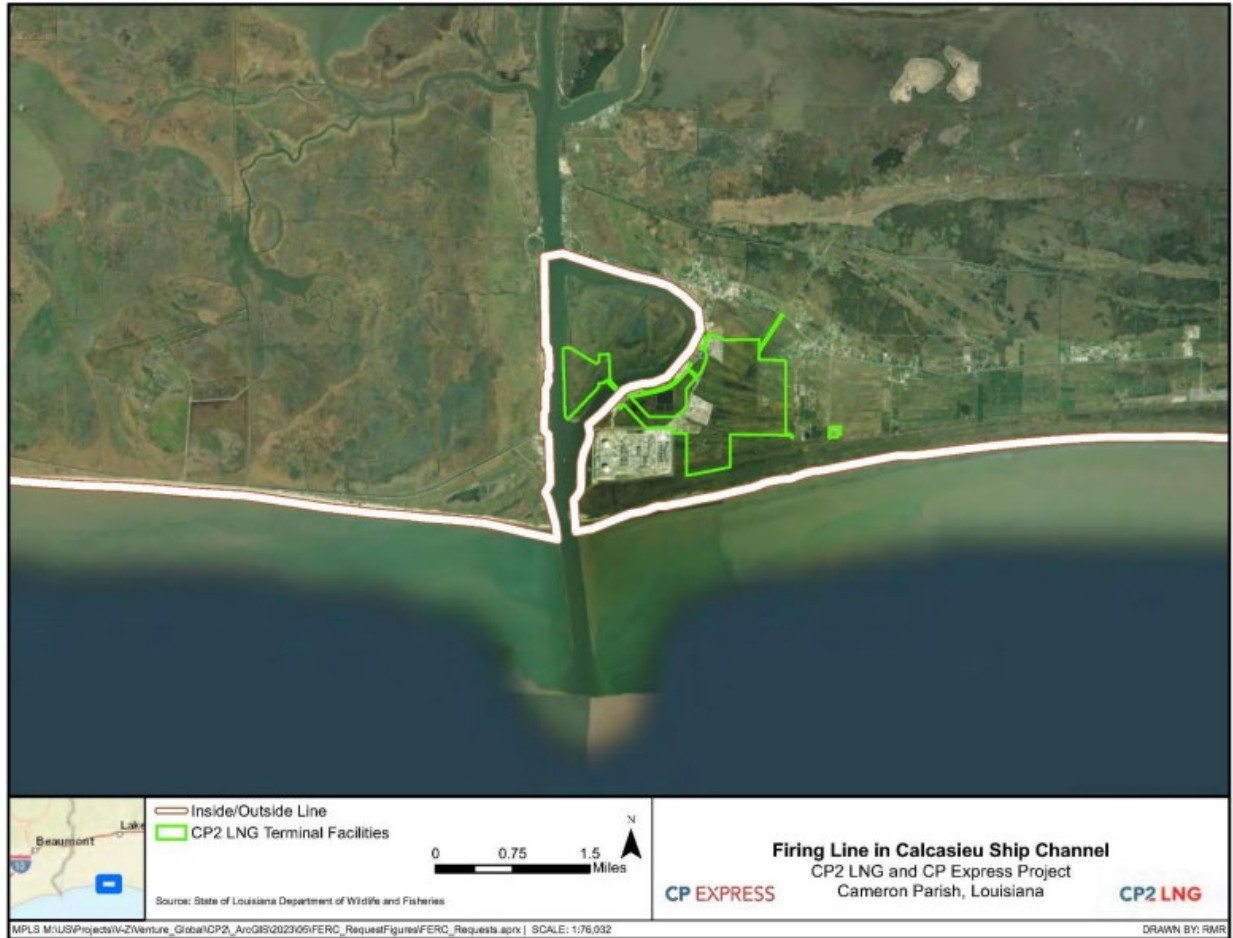 Lake
Beaumont
10
Inside/Outside Line
CP2 LNG Terminal Facilities
N
0 0.75 1.5
Miles
Source: State of Louisiana Department of Wildlife and Fisheries
Firing Line in Calcasieu Ship Channel
CP2 LNG and CP Express Project
Cameron Parish, Louisiana
CP EXPRESS
CP2 LNG
MPLS M:\US\Projects\V-Z\Venture_Global\CP2\_ArcGIS\2023\05\FERC_RequestFigures\FERC_Requests.aprx | SCALE: 1:76,032
DRAWN BY: RMR